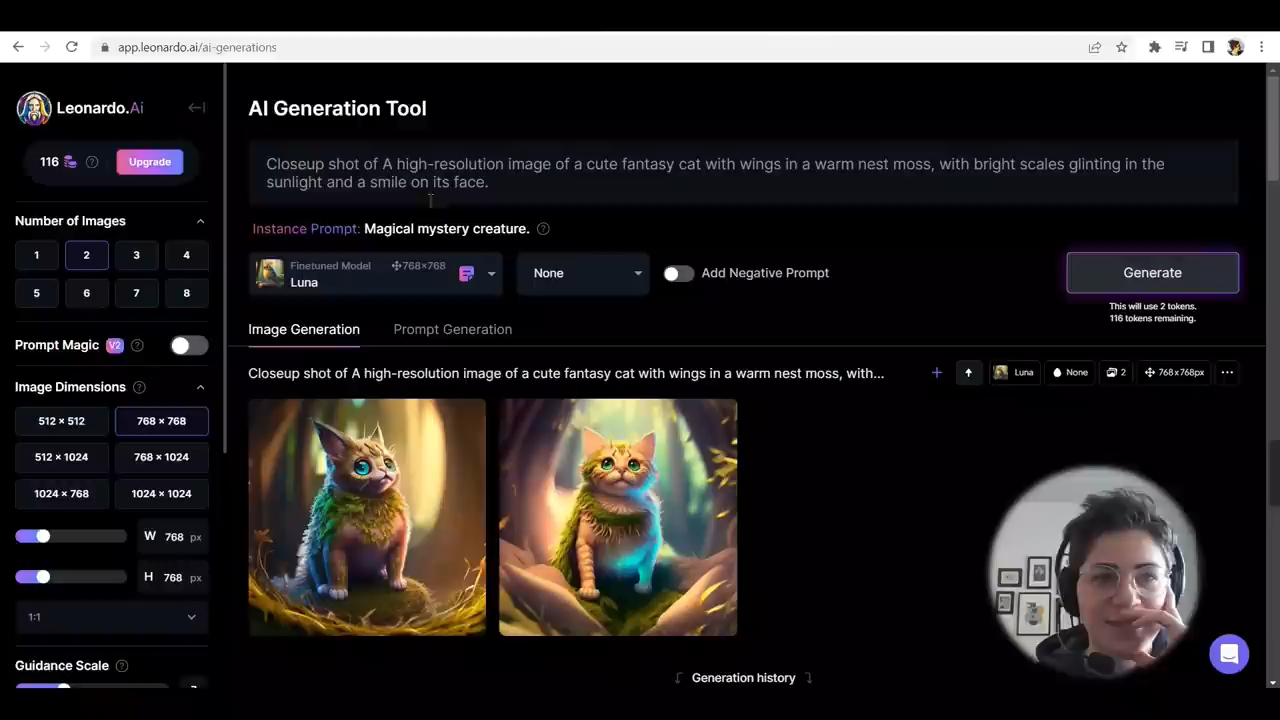 app.leonardo.ai/ai-generations
Leonardo.Ai
116
Upgrade
Number of Images
1
2
3
4
5
6
7
8
Prompt Magic V2
Image Dimensions
512 × 512
768 × 768
512 × 1024
768 × 1024
1024 × 768
1024 × 1024
W 768 px
H 768 px
1:1
Guidance Scale
7
AI Generation Tool
Closeup shot of A high-resolution image of a cute fantasy cat with wings in a warm nest moss, with bright scales glinting in the
sunlight and a smile on its face.
Instance Prompt: Magical mystery creature.
Finetuned Model
768×768
Luna
None
Add Negative Prompt
Generate
This will use 2 tokens.
116 tokens remaining.
Image Generation
Prompt Generation
Closeup shot of A high-resolution image of a cute fantasy cat with wings in a warm nest moss, with...
Luna
None
2
768x768px
Generation history